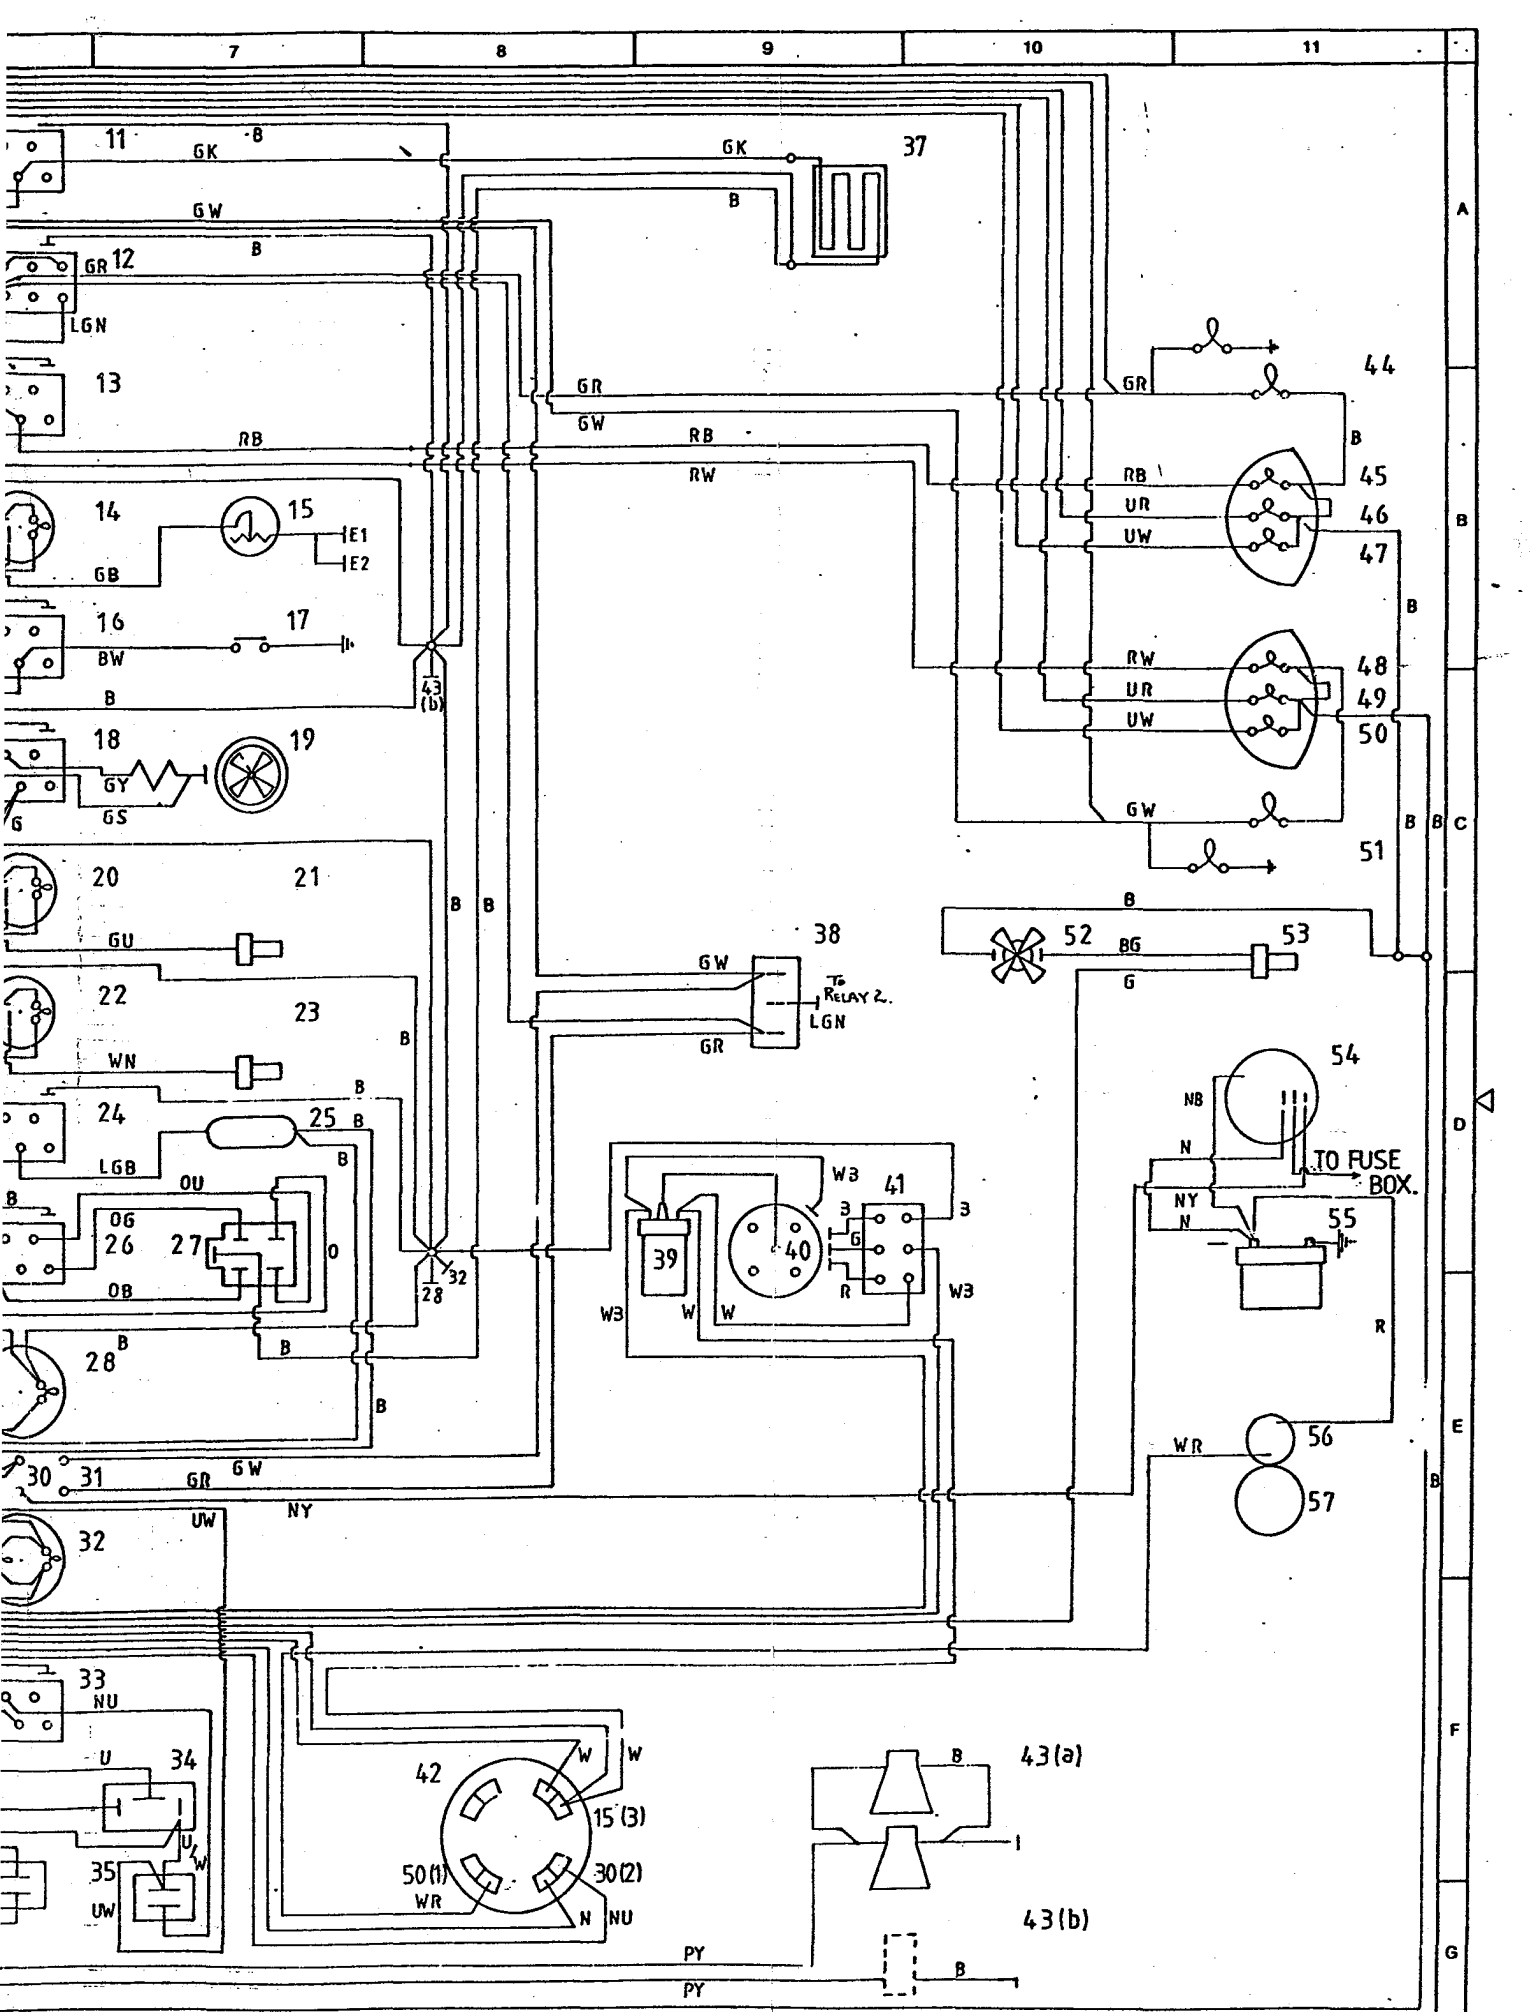 7 8 9 10 11
11 B
GK GK 37
GW B A
B
GR 12
LGN
13 GR GR 44
GW
RB RB B
RW RB 45
14 15 UR 46 B
E1 UW 47
E2
GB
16 17 B
BW RW 48
43 UR 49
B (b) UW 50
18 19
GY
G GS GW B B C
51
20 21 B B B
GU 38 52 BG 53
GW G
22 23 TO
RELAY 2.
LGN
B GR 54
WN NB
B
24 25 B N D
B TO FUSE
LGB W3 BOX.
B OU 41 NY
OG 3 3 N 55
26 27 O 39 40 G
32
28 R
OB W3 W W W3
B B R
28
B
E
30 31 GW WR 56
GR B
NY 57
UW
32
33
NU F
U 34 W W 43(a)
42 B
15(3)
U/W
35 50(1) 30(2)
UW WR N NU 43(b)
PY G
B
PY